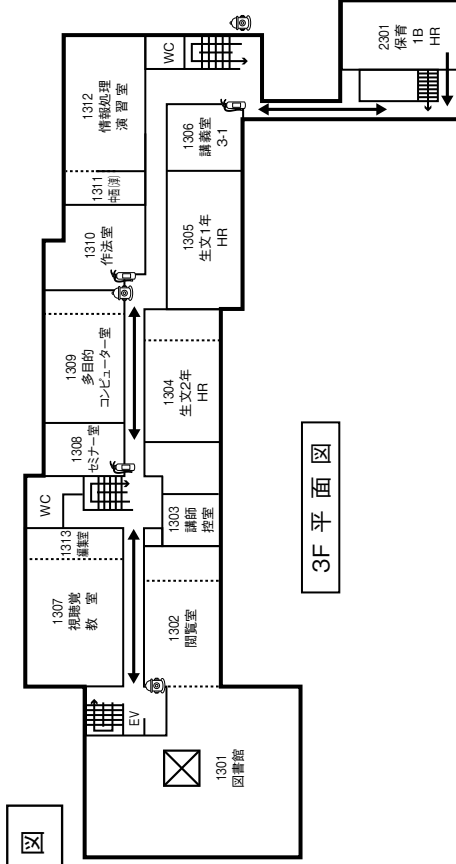 図
3F 平 面 図
1301
図書館
EV
1302
閲覧室
1303
講師
控室
1304
生文2年
HR
1305
生文1年
HR
1306
講義室
3-1
1307
視聴覚
教 室
1313
編集室
WC
1308
セミナー室
1309
多目的
コンピューター室
1310
作法室
1311
中西(淳)
1312
情報処理
演 習 室
WC
2301
保育
1B
HR